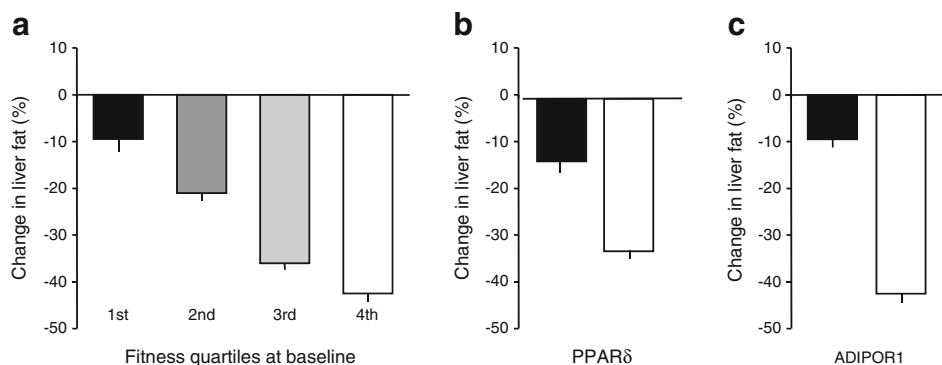 a
10
0
-10
-20
-30
-40
-50
Change in liver fat (%)
1st 2nd 3rd 4th
Fitness quartiles at baseline
b
10
0
-10
-20
-30
-40
-50
Change in liver fat (%)
PPARδ
c
10
0
-10
-20
-30
-40
-50
Change in liver fat (%)
ADIPOR1